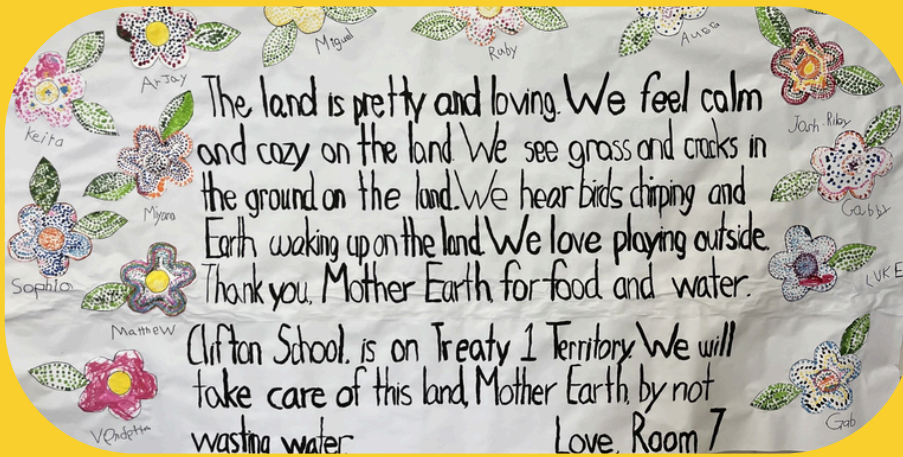 Miguel
Ruby
Arjay
Keita
The land is pretty and loving. We feel calm
and cozy on the land. We see grass and cracks in
the ground on the land. We hear birds chirping and
Earth waking up on the land. We love playing outside.
Thank you, Mother Earth for food and water.
Clifton School. is on Treaty 1 Territory. We will
take care of this land, Mother Earth, by not
wasting water.
Love, Room 7
Josh-Riley
Miyana
Gabby
Sophia
LUKE
Matthew
Vendetta
Gab